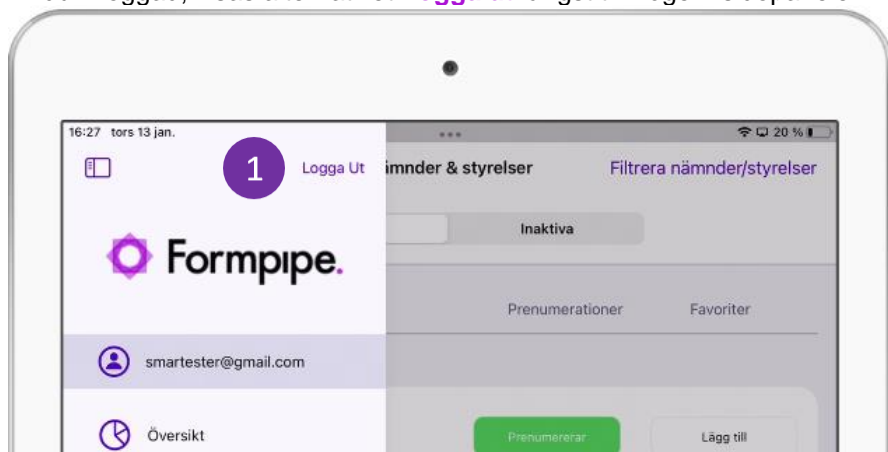 16:27 tors 13 jan.
20 %
1
Logga Ut
mnder & styrelser
Filtrera nämnder/styrelser
Inaktiva
Formpipe.
Prenumerationer
Favoriter
smartester@gmail.com
Översikt
Prenumererar
Lägg till